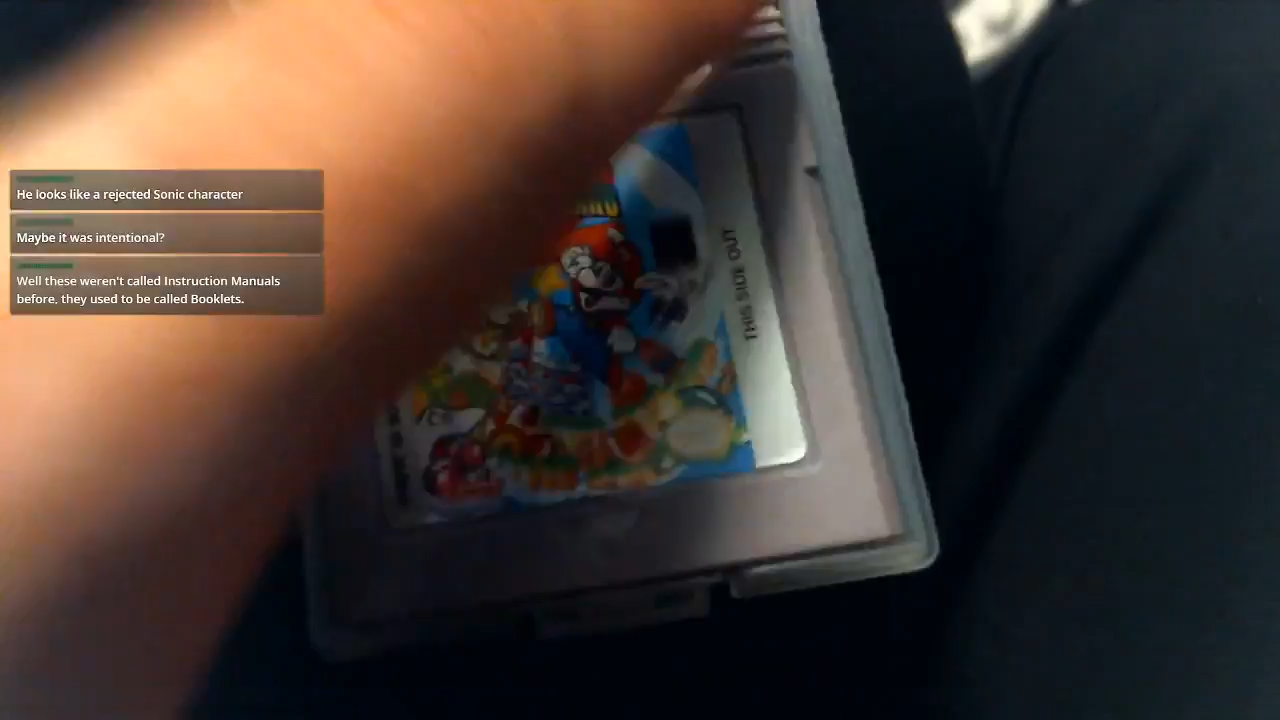 He looks like a rejected Sonic character
Maybe it was intentional?
Well these weren't called Instruction Manuals
before, they used to be called Booklets.
THIS SIDE OUT